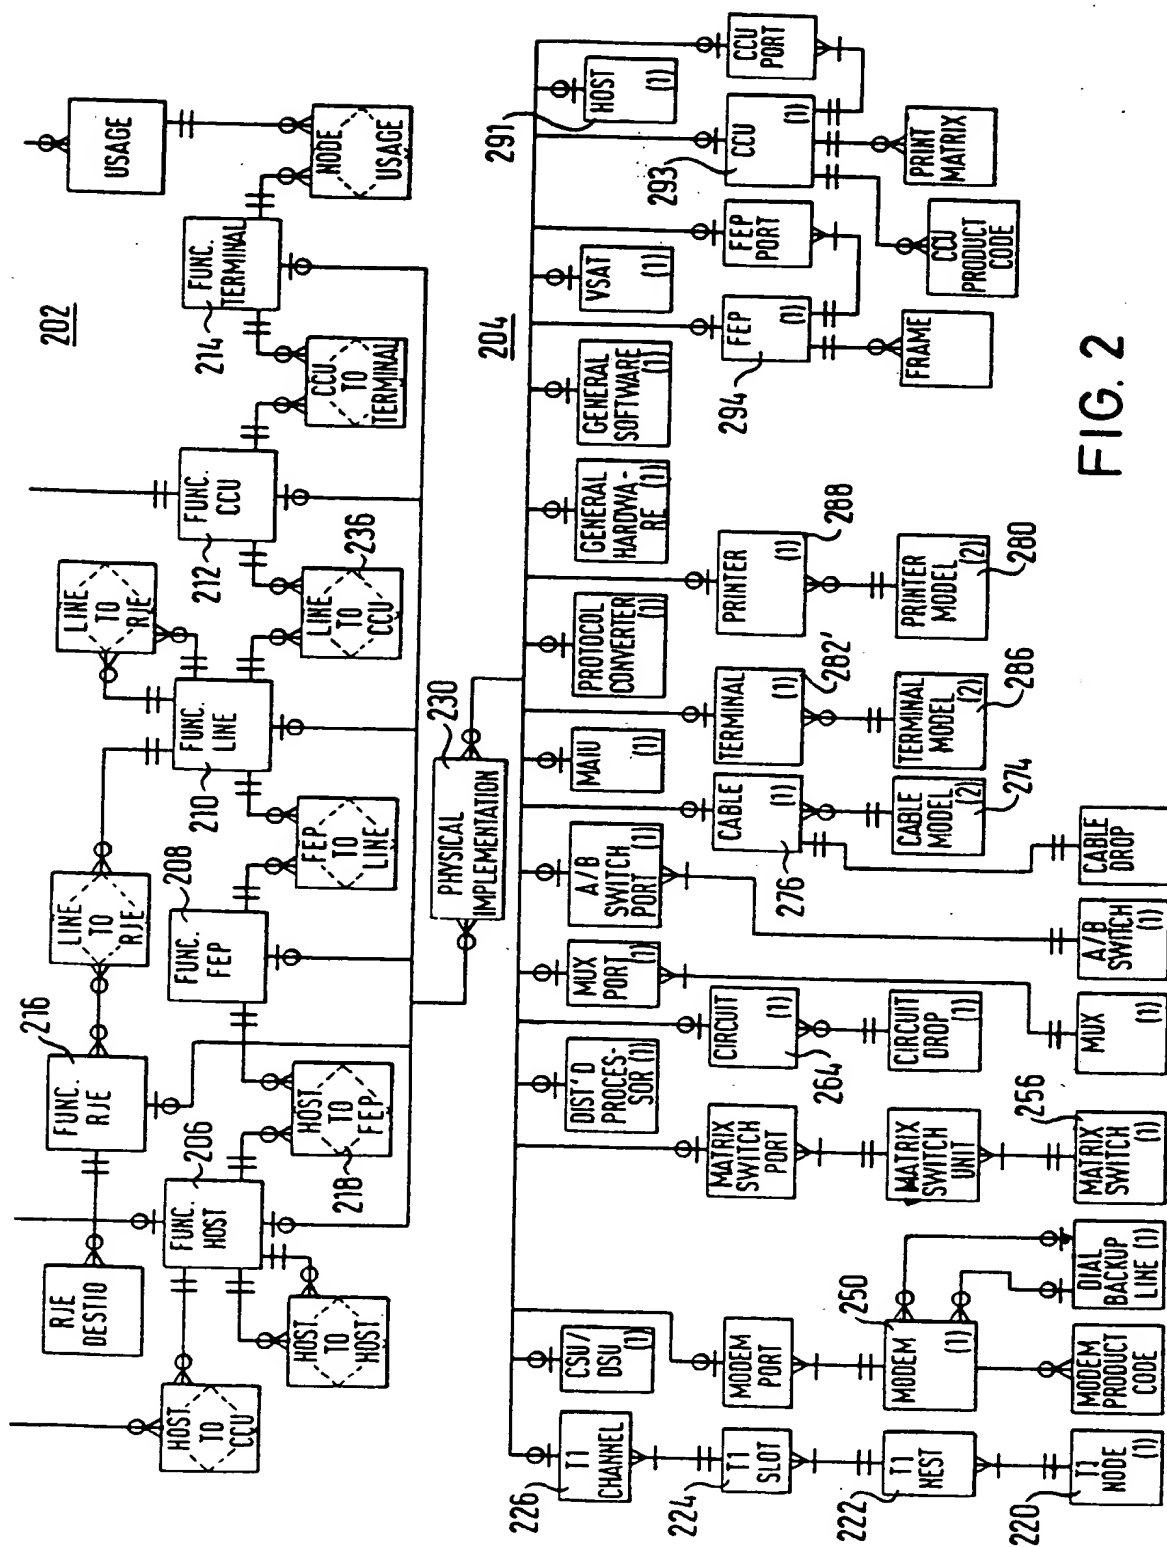 202
USAGE
NODE
USAGE
FUNC.
TERMINAL
214
CCU
TO
TERMINAL
FUNC.
CCU
212
LINE
TO
RJE
LINE
TO
CCU
236
FUNC.
LINE
210
FEP
TO
LINE
LINE
TO
RJE
FUNC.
FEP
208
FUNC.
RJE
216
HOST
TO
FEP
218
FUNC.
HOST
206
RJE
DESTIO
HOST
TO
HOST
HOST
TO
CCU
PHYSICAL
IMPLEMENTATION
230
204
T1
CHANNEL
226
CSU/
DSU (1)
DIST'D
PROCES-
SOR (1)
MUX
PORT (1)
A/B
SWITCH
PORT (1)
MAIU
(1)
PROTOCOL
CONVERTER
(1)
GENERAL
HARDWA-
RE (1)
GENERAL
SOFTWARE
(1)
VSAT
(1)
HOST
(1)
291
T1
SLOT
224
MODEM
PORT
MATRIX
SWITCH
PORT
CIRCUIT
(1)
264
CABLE
(1)
276
TERMINAL
(1)
282'
PRINTER
(1)
288
FEP
(1)
294
FEP
PORT
CCU
(1)
293
CCU
PORT
T1
NEST
222
MODEM
(1)
250
MATRIX
SWITCH
UNIT
CIRCUIT
DROP (1)
CABLE
MODEL
(2)
274
TERMINAL
MODEL
(2)
286
PRINTER
MODEL
(2)
280
FRAME
CCU
PRODUCT
CODE
PRINT
MATRIX
T1
NODE
(1)
220
MODEM
PRODUCT
CODE
DIAL
BACKUP
LINE (1)
MATRIX
SWITCH
(1)
256
MUX
(1)
A/B
SWITCH
(1)
CABLE
DROP
FIG. 2